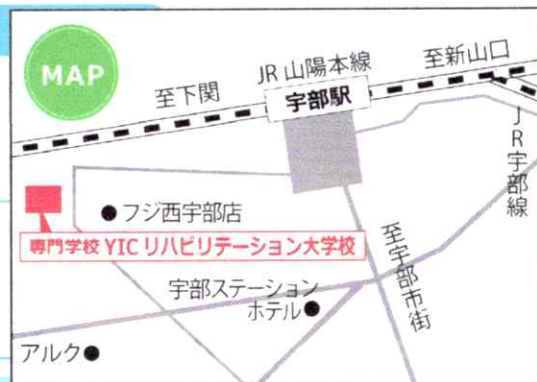 MAP
至下関
JR 山陽本線
至新山口
宇部駅
JR宇部線
フジ西宇部店
専門学校 YIC リハビリテーション大学校
至宇部市街
宇部ステーション
ホテル
アルク